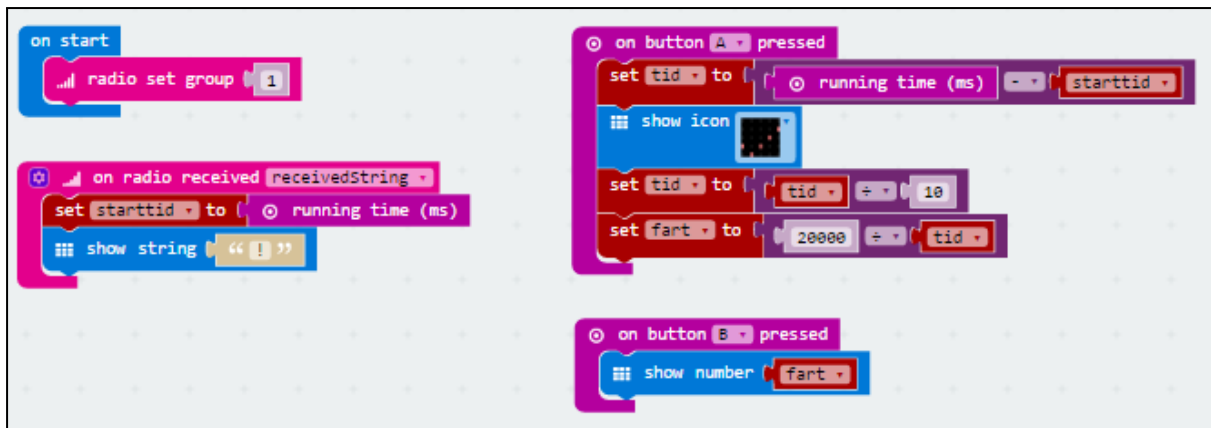 on start
radio set group 1
on radio received receivedString
set starttid to running time (ms)
show string “ ! ”
on button A pressed
set tid to running time (ms) - starttid
show icon
set tid to tid ÷ 10
set fart to 20000 ÷ tid
on button B pressed
show number fart